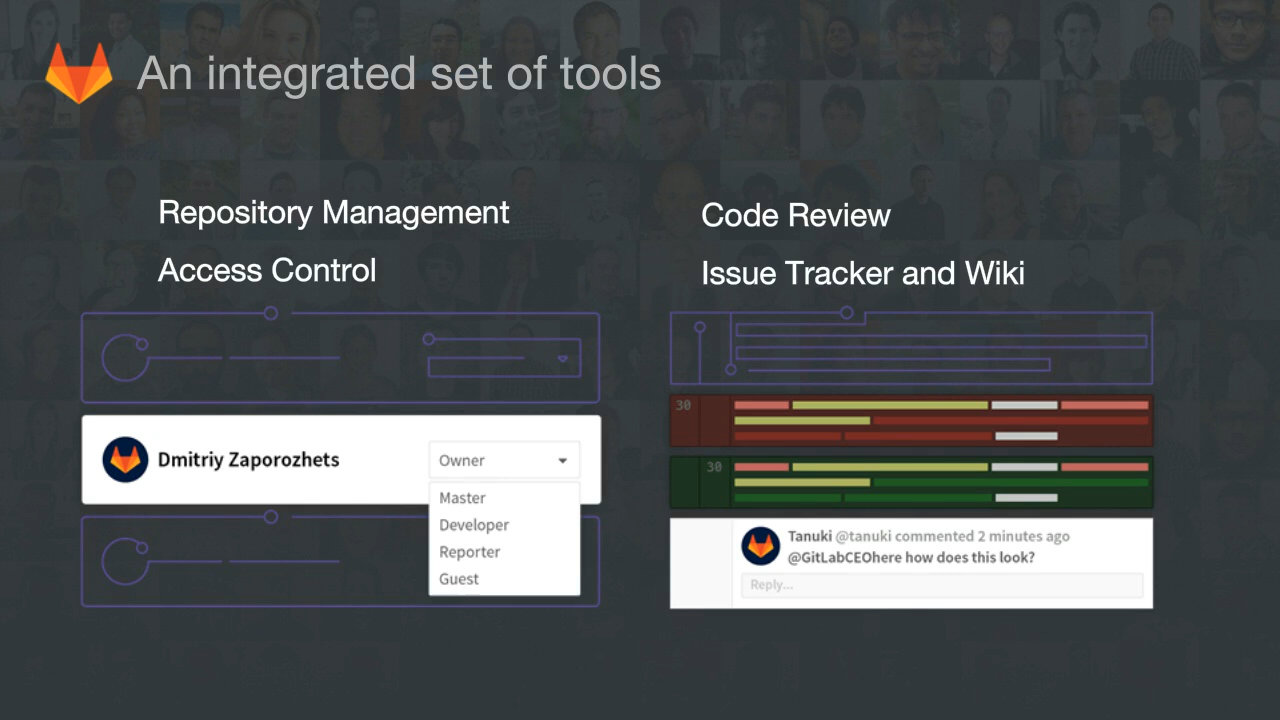 An integrated set of tools
Repository Management
Access Control
Dmitriy Zaporozhets
Owner
Master
Developer
Reporter
Guest
Code Review
Issue Tracker and Wiki
30
30
Tanuki @tanuki commented 2 minutes ago
@GitLabCEOhere how does this look?
Reply...